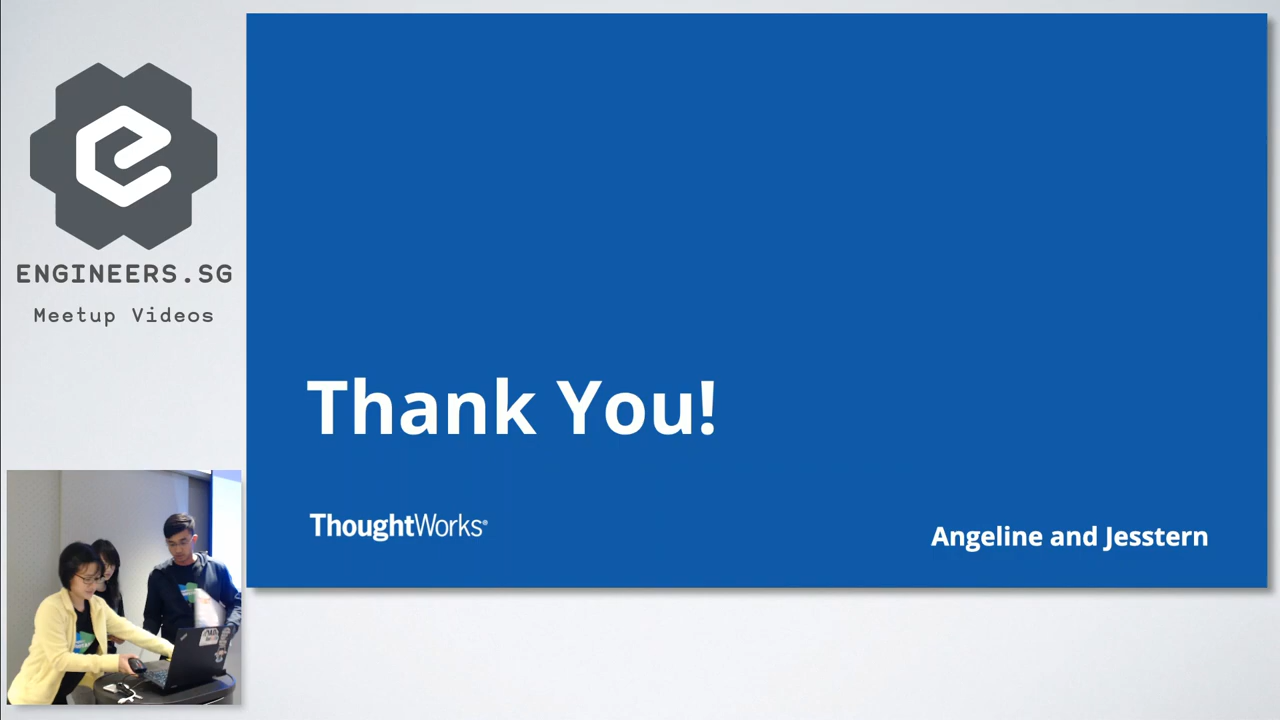 ENGINEERS.SG
Meetup Videos
Thank You!
ThoughtWorks®
Angeline and Jesstern